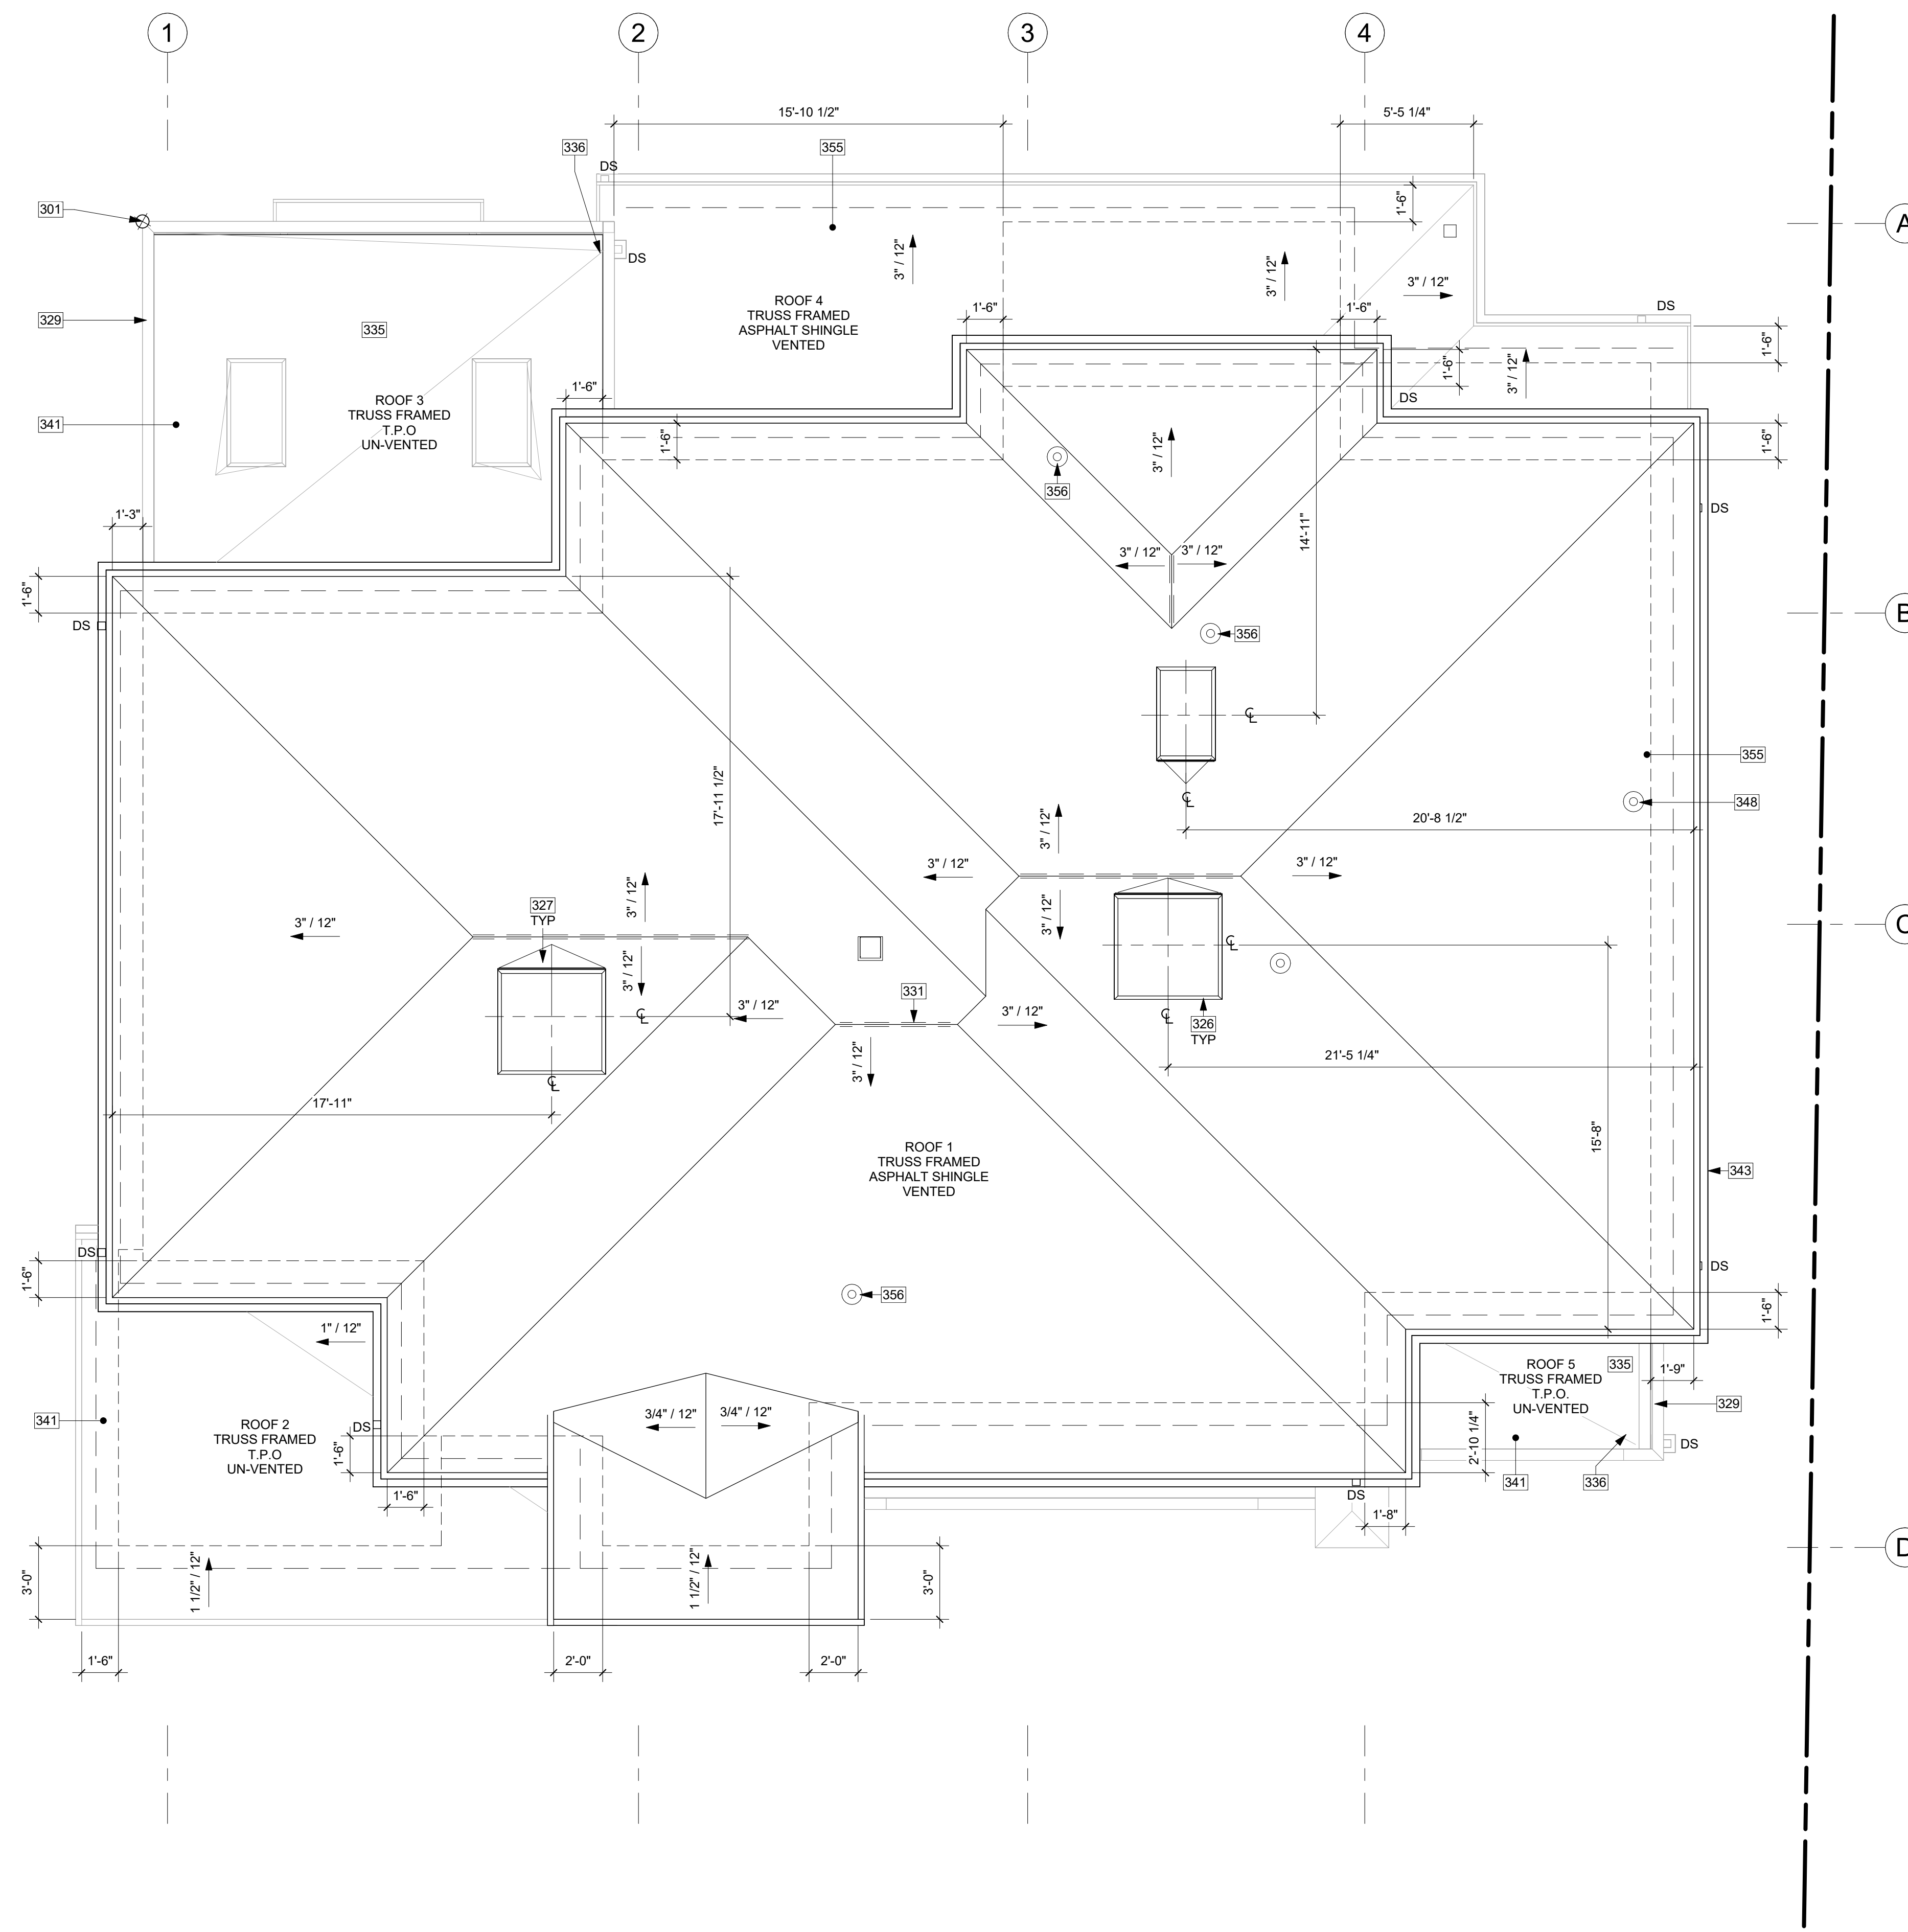 1
2
3
4
15'-10 1/2"
5'-5 1/4"
336
355
DS
301
1'-6"
A
DS
3" / 12"
3" / 12"
3" / 12"
ROOF 4
TRUSS FRAMED
ASPHALT SHINGLE
VENTED
329
335
1'-6"
1'-6"
DS
1'-6"
1'-6"
3" / 12"
341
ROOF 3
TRUSS FRAMED
T.P.O
UN-VENTED
1'-6"
DS
1'-6"
3" / 12"
1'-6"
356
1'-3"
DS
14'-11"
3" / 12"
3" / 12"
1'-6"
B
DS
356
CL
355
17'-11 1/2"
CL
348
20'-8 1/2"
3" / 12"
3" / 12"
3" / 12"
3" / 12"
327
TYP
3" / 12"
3" / 12"
3" / 12"
C
CL
331
3" / 12"
CL
3" / 12"
3" / 12"
CL
326
TYP
21'-5 1/4"
CL
17'-11"
15'-8"
ROOF 1
TRUSS FRAMED
ASPHALT SHINGLE
VENTED
343
DS
DS
1'-6"
356
1'-6"
1" / 12"
ROOF 5
TRUSS FRAMED
T.P.O.
UN-VENTED
335
1'-9"
329
341
ROOF 2
TRUSS FRAMED
T.P.O
UN-VENTED
DS
1'-6"
3/4" / 12"
3/4" / 12"
2'-10 1/4"
DS
341
336
1'-6"
DS
1'-8"
D
3'-0"
1 1/2" / 12"
1 1/2" / 12"
3'-0"
1'-6"
2'-0"
2'-0"